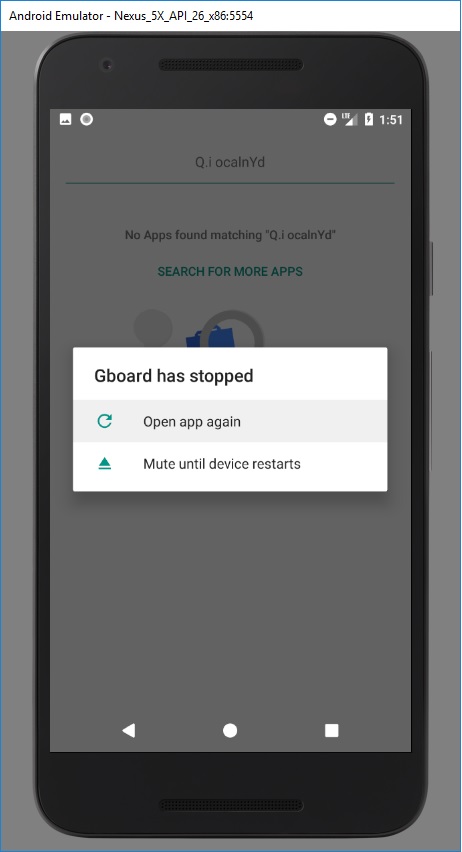 Android Emulator - Nexus_5X_API_26_x86:5554
LTE 1:51
Q.i ocalnYd
No Apps found matching "Q.i ocalnYd"
SEARCH FOR MORE APPS
Gboard has stopped
Open app again
Mute until device restarts